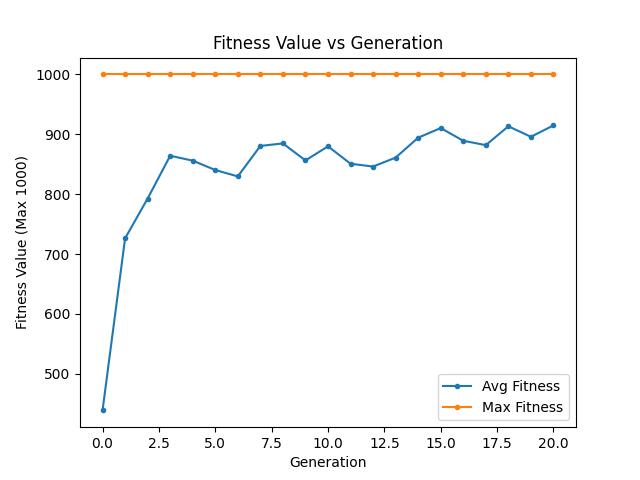 Fitness Value vs Generation
Fitness Value (Max 1000)
1000
900
800
700
600
500
0.0 2.5 5.0 7.5 10.0 12.5 15.0 17.5 20.0
Generation
Avg Fitness
Max Fitness